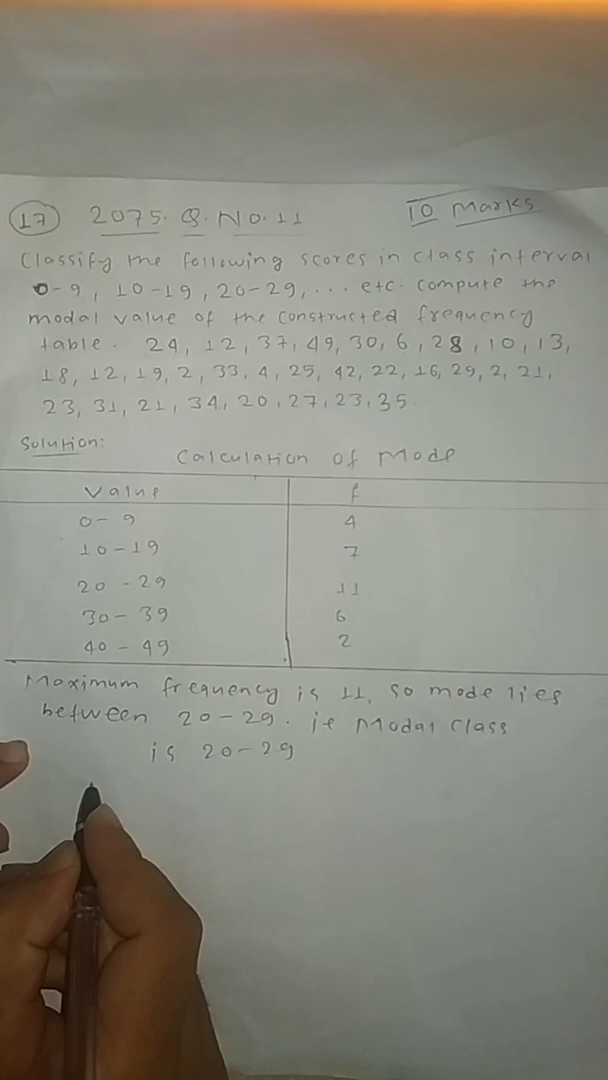 17 2075. Q. No. 11 10 Marks
Classify the following scores in class interval
0-9, 10-19, 20-29, ... etc. compute the
modal value of the constructed frequency
table. 24, 12, 37, 49, 30, 6, 28, 10, 13,
18, 12, 19, 2, 33, 4, 25, 42, 22, 16, 29, 2, 21,
23, 31, 21, 34, 20, 27, 23, 35
Solution:
Calculation of Mode
Value f
0-9 4
10-19 7
20-29 11
30-39 6
40-49 2
Maximum frequency is 11, so mode lies
between 20-29. ie Modal class
is 20-29